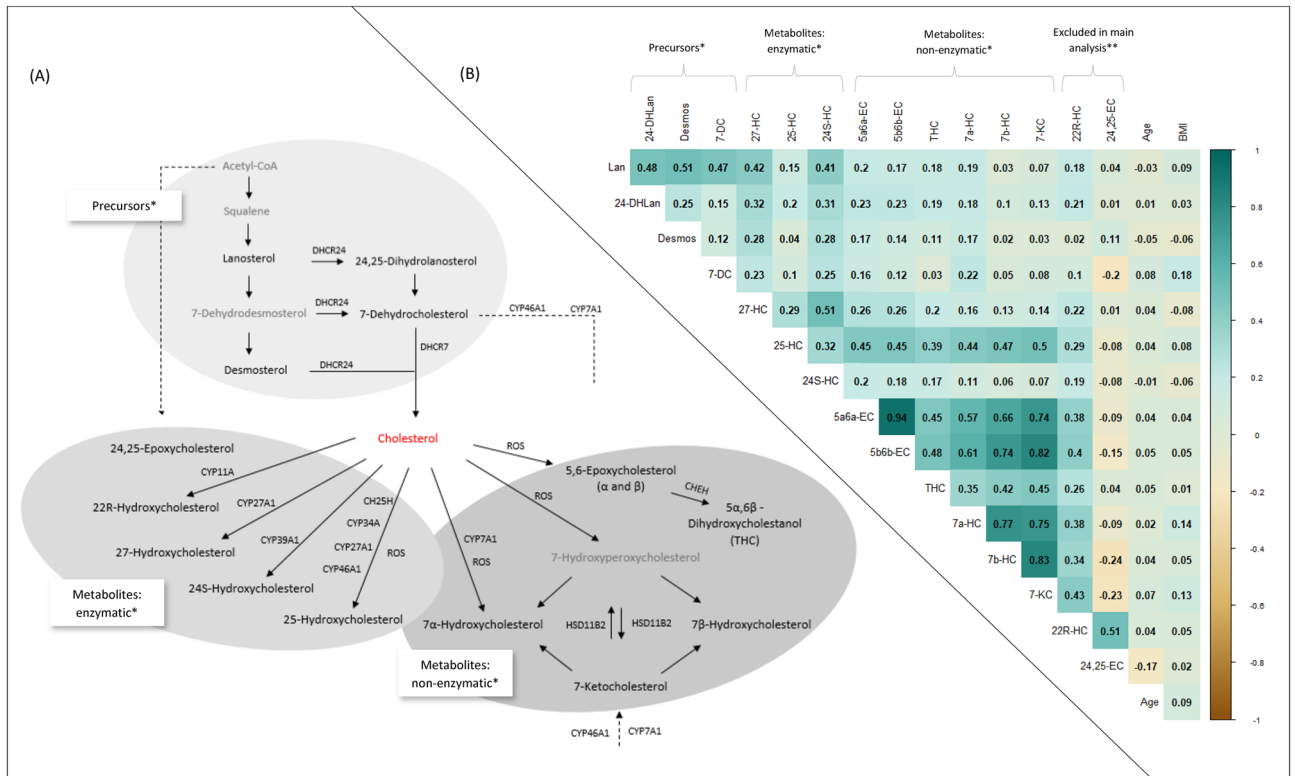 (A)
Acetyl-CoA
Precursors*
Squalene
DHCR24
Lanosterol
24,25-Dihydrolanosterol
DHCR24
CYP46A1
CYP7A1
7-Dehydrodesmosterol
7-Dehydrocholesterol
DHCR7
DHCR24
Desmosterol
Cholesterol
24,25-Epoxycholesterol
CYP11A
22R-Hydroxycholesterol
CYP27A1
27-Hydroxycholesterol
CYP39A1
24S-Hydroxycholesterol
CH25H
CYP34A
CYP27A1
CYP46A1
ROS
25-Hydroxycholesterol
Metabolites:
enzymatic*
CYP7A1
ROS
ROS
ROS
5,6-Epoxycholesterol
(α and β)
CHEH
5α,6β -
Dihydroxycholestanol
(THC)
7-Hydroxyperoxycholesterol
7α-Hydroxycholesterol
HSD11B2
HSD11B2
7β-Hydroxycholesterol
Metabolites:
non-enzymatic*
7-Ketocholesterol
CYP46A1
CYP7A1
(B)
Precursors*
Metabolites:
enzymatic*
Metabolites:
non-enzymatic*
Excluded in main
analysis**
24-DHLan
Desmos
7-DC
27-HC
25-HC
24S-HC
5a6a-EC
5b6b-EC
THC
7a-HC
7b-HC
7-KC
22R-HC
24,25-EC
Age
BMI
Lan 0.48 0.51 0.47 0.42 0.15 0.41 0.2 0.17 0.18 0.19 0.03 0.07 0.18 0.04 -0.03 0.09
24-DHLan 0.25 0.15 0.32 0.2 0.31 0.23 0.23 0.19 0.18 0.1 0.13 0.21 0.01 0.01 0.03
Desmos 0.12 0.28 0.04 0.28 0.17 0.14 0.11 0.17 0.02 0.03 0.02 0.11 -0.05 -0.06
7-DC 0.23 0.1 0.25 0.16 0.12 0.03 0.22 0.05 0.08 0.1 -0.2 0.08 0.18
27-HC 0.29 0.51 0.26 0.26 0.2 0.16 0.13 0.14 0.22 0.01 0.04 -0.08
25-HC 0.32 0.45 0.45 0.39 0.44 0.47 0.5 0.29 -0.08 0.04 0.08
24S-HC 0.2 0.18 0.17 0.11 0.06 0.07 0.19 -0.08 -0.01 -0.06
5a6a-EC 0.94 0.45 0.57 0.66 0.74 0.38 -0.09 0.04 0.04
5b6b-EC 0.48 0.61 0.74 0.82 0.4 -0.15 0.05 0.05
THC 0.35 0.42 0.45 0.26 0.04 0.05 0.01
7a-HC 0.77 0.75 0.38 -0.09 0.02 0.14
7b-HC 0.83 0.34 -0.24 0.04 0.05
7-KC 0.43 -0.23 0.07 0.13
22R-HC 0.51 0.04 0.05
24,25-EC -0.17 0.02
Age 0.09
1
0.8
0.6
0.4
0.2
0
-0.2
-0.4
-0.6
-0.8
-1